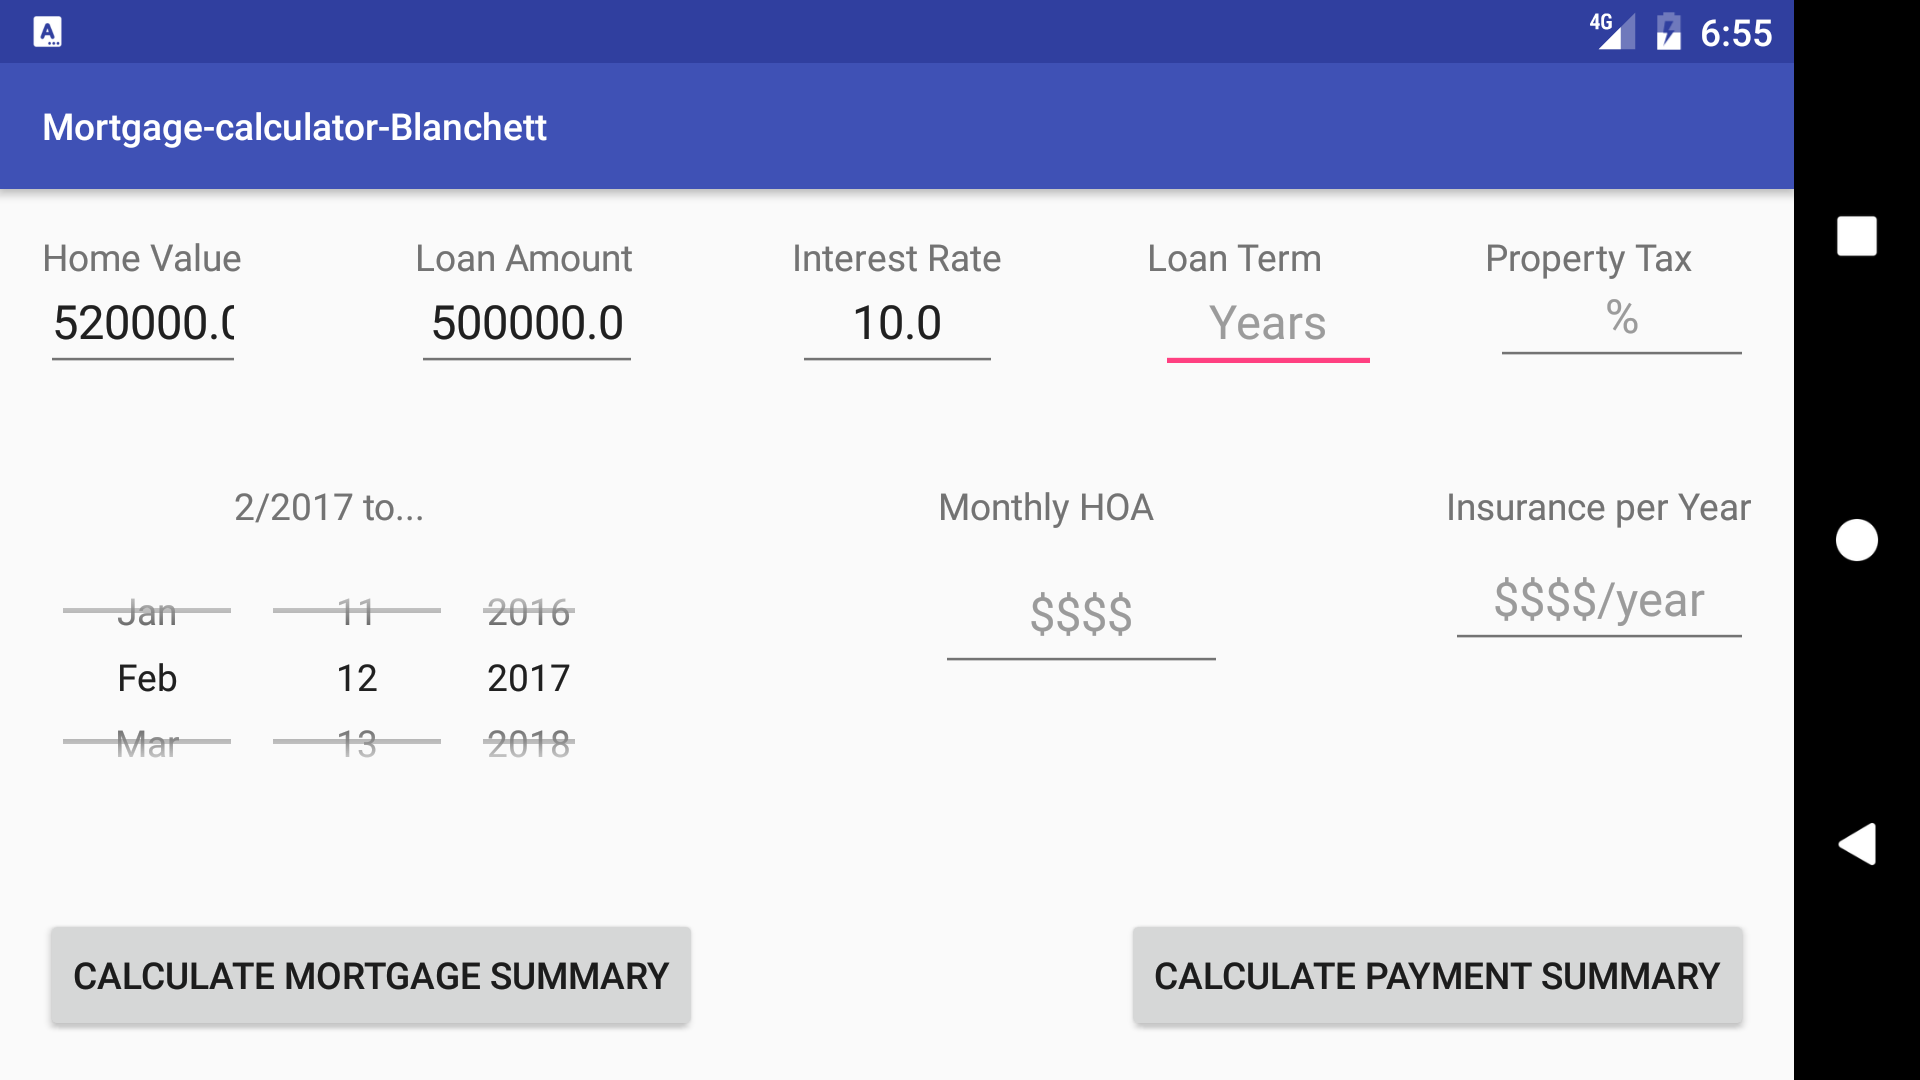 4G 6:55
Mortgage-calculator-Blanchett
Home Value Loan Amount Interest Rate Loan Term Property Tax
520000.0 500000.0 10.0 Years %
2/2017 to... Monthly HOA Insurance per Year
Jan 11 2016 $$$$ $$$$/year
Feb 12 2017
Mar 13 2018
CALCULATE MORTGAGE SUMMARY CALCULATE PAYMENT SUMMARY